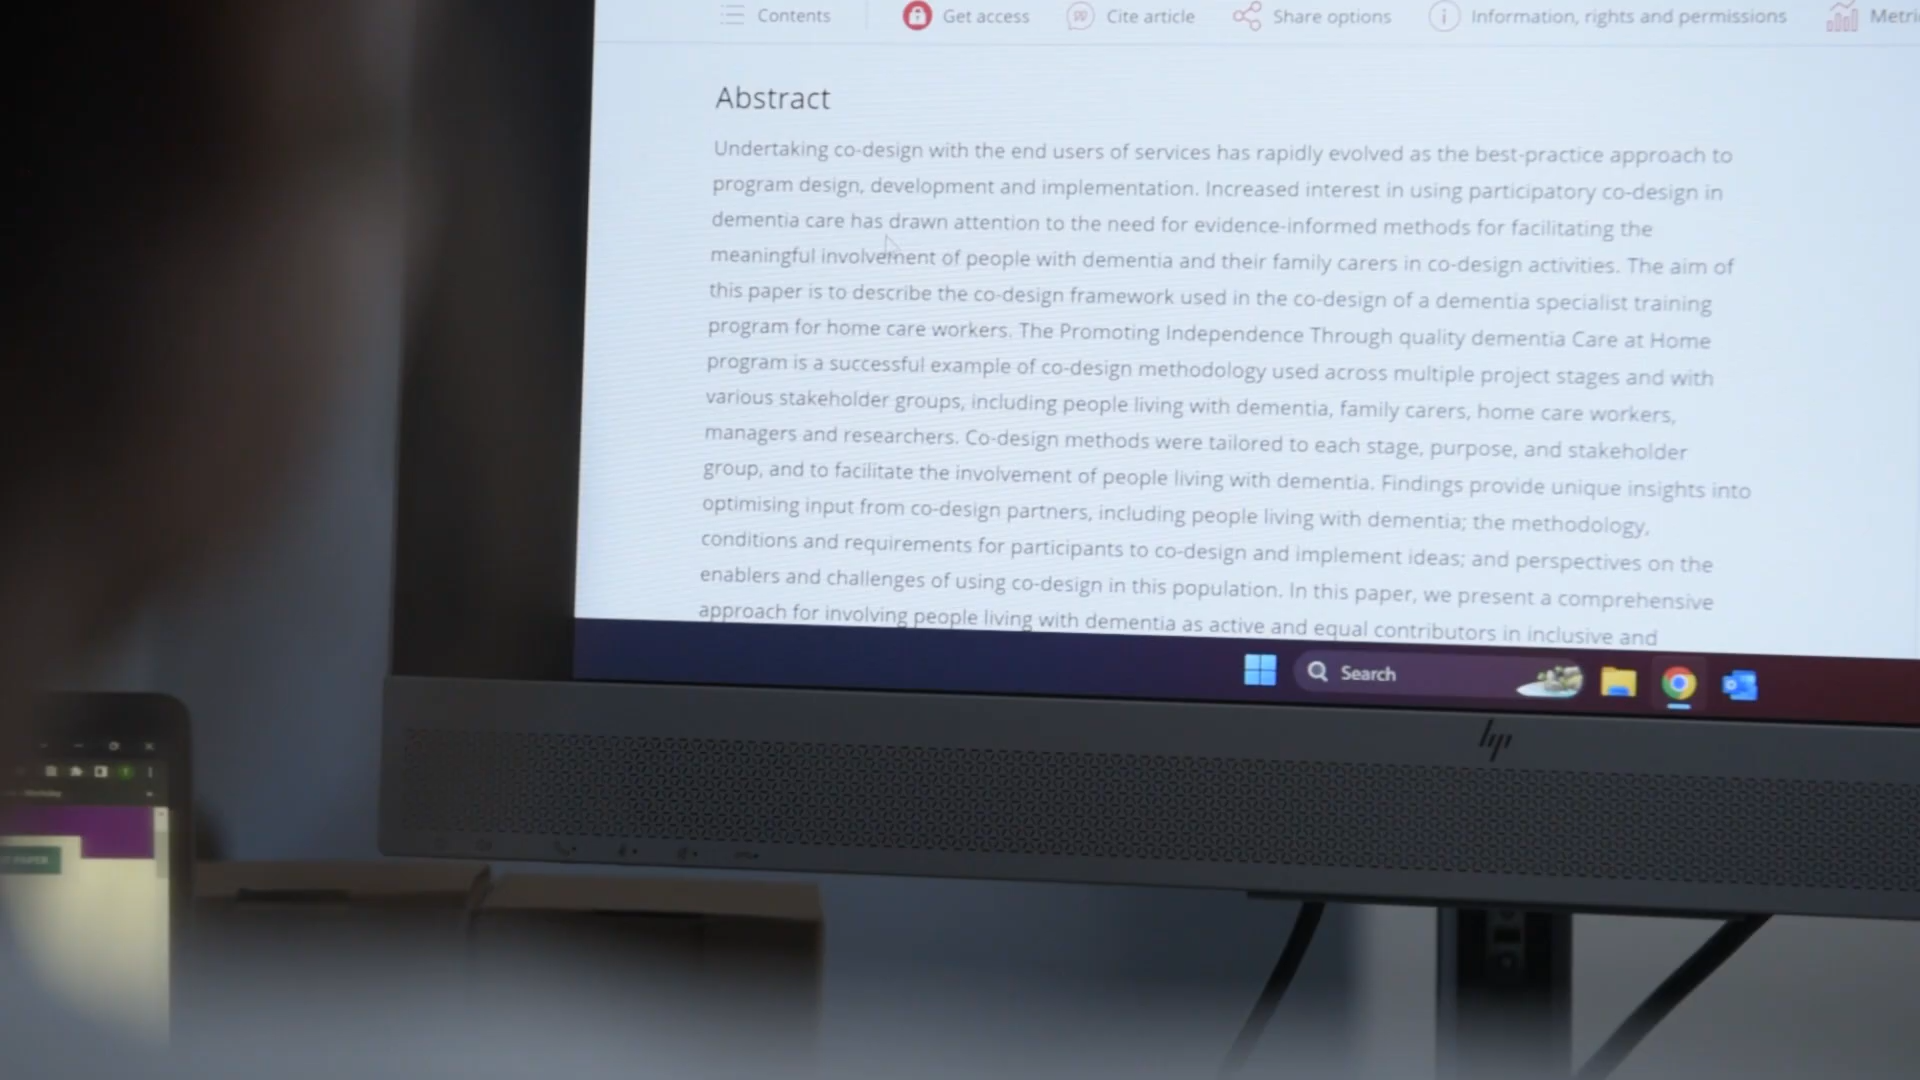 Contents Get access Cite article Share options Information, rights and permissions
Abstract
Undertaking co-design with the end users of services has rapidly evolved as the best-practice approach to
program design, development and implementation. Increased interest in using participatory co-design in
dementia care has drawn attention to the need for evidence-informed methods for facilitating the
meaningful involvement of people with dementia and their family carers in co-design activities. The aim of
this paper is to describe the co-design framework used in the co-design of a dementia specialist training
program for home care workers. The Promoting Independence Through quality dementia Care at Home
program is a successful example of co-design methodology used across multiple project stages and with
various stakeholder groups, including people living with dementia, family carers, home care workers,
managers and researchers. Co-design methods were tailored to each stage, purpose, and stakeholder
group, and to facilitate the involvement of people living with dementia. Findings provide unique insights into
optimising input from co-design partners, including people living with dementia; the methodology,
conditions and requirements for participants to co-design and implement ideas; and perspectives on the
enablers and challenges of using co-design in this population. In this paper, we present a comprehensive
approach for involving people living with dementia as active and equal contributors in inclusive and
Search
hp
PAPER